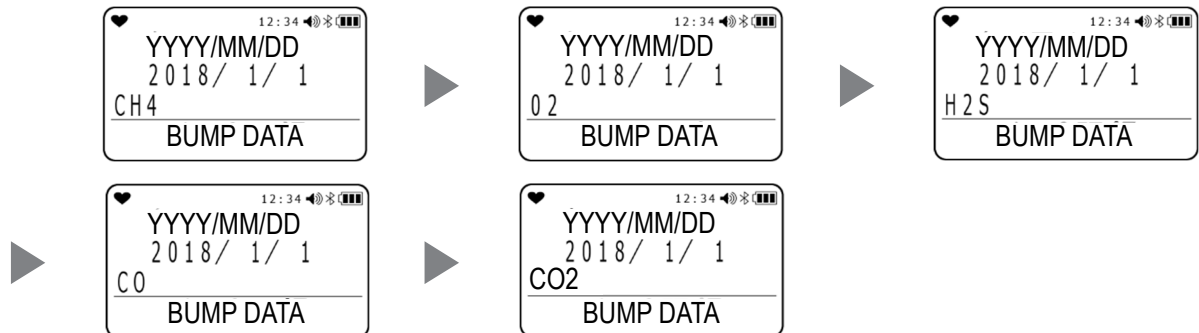 12:34
YYYY/MM/DD
2018/ 1/ 1
CH4
BUMP DATA
12:34
YYYY/MM/DD
2018/ 1/ 1
O2
BUMP DATA
12:34
YYYY/MM/DD
2018/ 1/ 1
H2S
BUMP DATA
12:34
YYYY/MM/DD
2018/ 1/ 1
CO
BUMP DATA
12:34
YYYY/MM/DD
2018/ 1/ 1
CO2
BUMP DATA